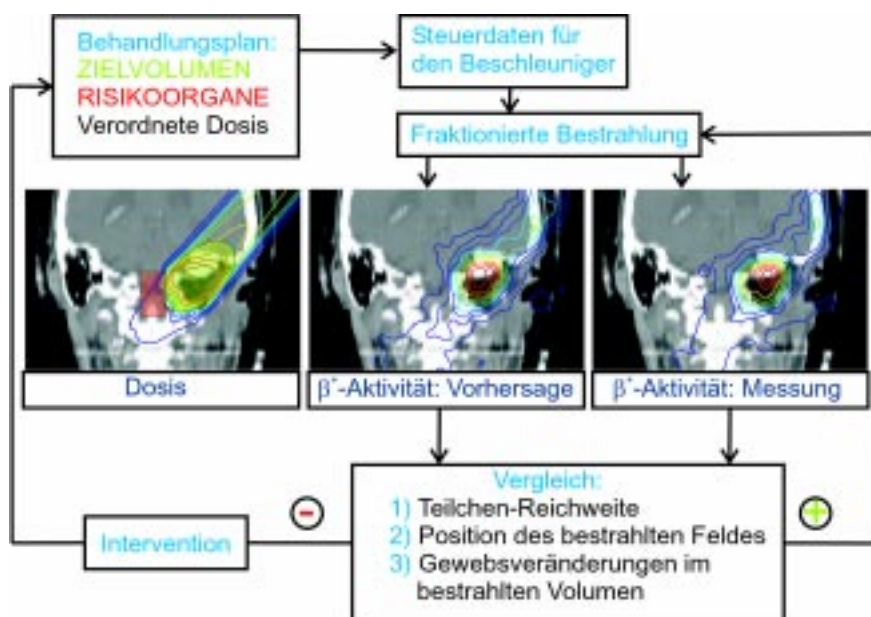 Behandlungsplan:
ZIELVOLUMEN
RISIKOORGANE
Verordnete Dosis
Steuerdaten für
den Beschleuniger
Fraktionierte Bestrahlung
Dosis
β⁺-Aktivität: Vorhersage
β⁺-Aktivität: Messung
Vergleich:
1) Teilchen-Reichweite
2) Position des bestrahlten Feldes
3) Gewebsveränderungen im
bestrahlten Volumen
−
+
Intervention